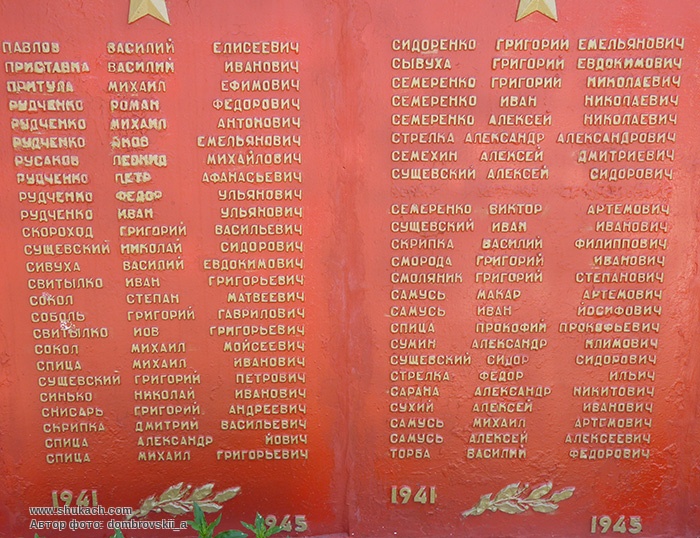 ПАВЛОВ ВАСИЛИЙ ЕЛИСЕЕВИЧ
ПРИСТАВКА ВАСИЛИЙ ИВАНОВИЧ
ПРИТУЛА МИХАИЛ ЕФИМОВИЧ
РУДЧЕНКО РОМАН ФЕДОРОВИЧ
РУДЧЕНКО МИХАИЛ АНТОНОВИЧ
РУДЧЕНКО ЯКОВ ЕМЕЛЬЯНОВИЧ
РУСАКОВ ЛЕОНИД МИХАЙЛОВИЧ
РУДЧЕНКО ПЕТР АФАНАСЬЕВИЧ
РУДЧЕНКО ФЕДОР УЛЬЯНОВИЧ
РУДЧЕНКО ИВАН УЛЬЯНОВИЧ
СКОРОХОД ГРИГОРИЙ ВАСИЛЬЕВИЧ
СУЩЕВСКИЙ НИКОЛАЙ СИДОРОВИЧ
СИВУХА ВАСИЛИЙ ЕВДОКИМОВИЧ
СВИТЫЛКО ИВАН ГРИГОРЬЕВИЧ
СОКОЛ СТЕПАН МАТВЕЕВИЧ
СОБОЛЬ ГРИГОРИЙ ГАВРИЛОВИЧ
СВИТЫЛКО ИОВ ГРИГОРЬЕВИЧ
СОКОЛ МИХАИЛ МОЙСЕЕВИЧ
СПИЦА МИХАИЛ ИВАНОВИЧ
СУЩЕВСКИЙ ГРИГОРИЙ ПЕТРОВИЧ
СИНЬКО НИКОЛАЙ ИВАНОВИЧ
СНИСАРЬ ГРИГОРИЙ АНДРЕЕВИЧ
СКРИПКА ДМИТРИЙ ВАСИЛЬЕВИЧ
СПИЦА АЛЕКСАНДР ЙОВИЧ
СПИЦА МИХАИЛ ГРИГОРЬЕВИЧ
1941
1945
СИДОРЕНКО ГРИГОРИЙ ЕМЕЛЬЯНОВИЧ
СЫВУХА ГРИГОРИЙ ЕВДОКИМОВИЧ
СЕМЕРЕНКО ГРИГОРИЙ НИКОЛАЕВИЧ
СЕМЕРЕНКО ИВАН НИКОЛАЕВИЧ
СЕМЕРЕНКО АЛЕКСЕЙ НИКОЛАЕВИЧ
СТРЕЛКА АЛЕКСАНДР АЛЕКСАНДРОВИЧ
СЕМЕХИН АЛЕКСЕЙ ДМИТРИЕВИЧ
СУЩЕВСКИЙ АЛЕКСЕЙ СИДОРОВИЧ
СЕМЕРЕНКО ВИКТОР АРТЕМОВИЧ
СУЩЕВСКИЙ ИВАН ИВАНОВИЧ
СКРИПКА ВАСИЛИЙ ФИЛИППОВИЧ
СМОРОДА ГРИГОРИЙ ИВАНОВИЧ
СМОЛЯНИК ГРИГОРИЙ СТЕПАНОВИЧ
САМУСЬ МАКАР АРТЕМОВИЧ
САМУСЬ ИВАН ЙОСИФОВИЧ
СПИЦА ПРОКОФИЙ ПРОКОФЬЕВИЧ
СУМИН АЛЕКСАНДР КЛИМОВИЧ
СУЩЕВСКИЙ СИДОР СИДОРОВИЧ
СТРЕЛКА ФЕДОР ИЛЬИЧ
САРАНА АЛЕКСАНДР НИКИТОВИЧ
СУХИЙ АЛЕКСЕЙ ИВАНОВИЧ
САМУСЬ МИХАИЛ АРТЕМОВИЧ
САМУСЬ АЛЕКСЕЙ АЛЕКСЕЕВИЧ
ТОРБА ВАСИЛИЙ ФЕДОРОВИЧ
1941
1945
www.shukach.com
Автор фото: dombrovskii_a